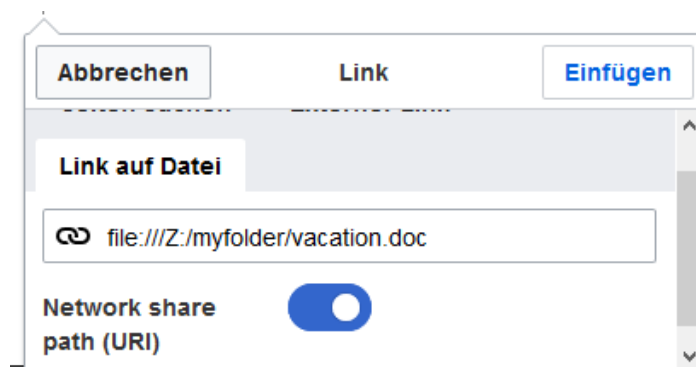 Abbrechen Link Einfügen
Link auf Datei
file:///Z:/myfolder/vacation.doc
Network share
path (URI)